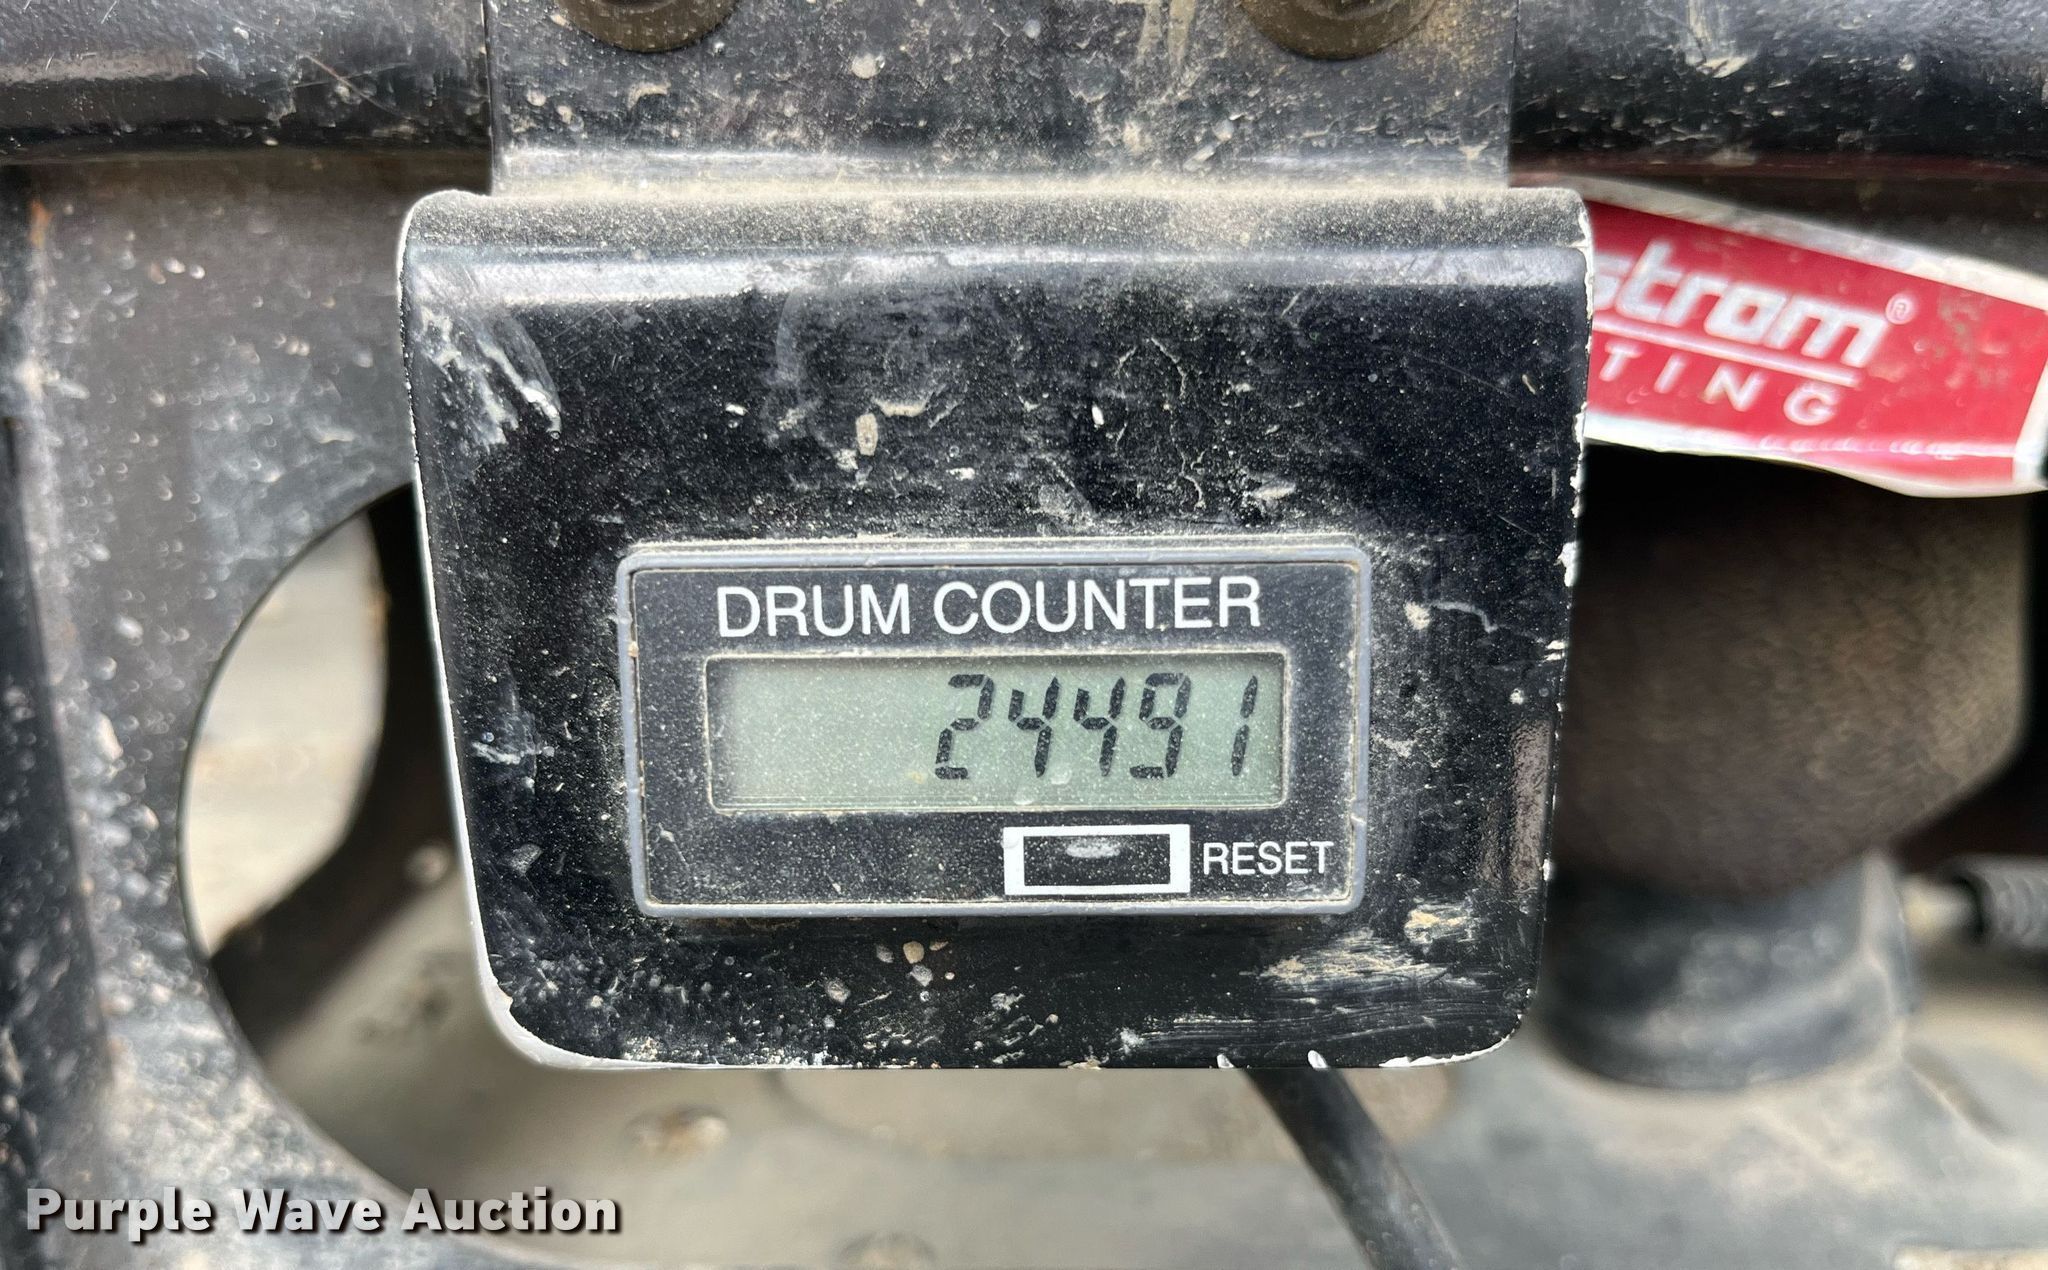 strom®
TING
DRUM COUNTER
24491
RESET
Purple Wave Auction